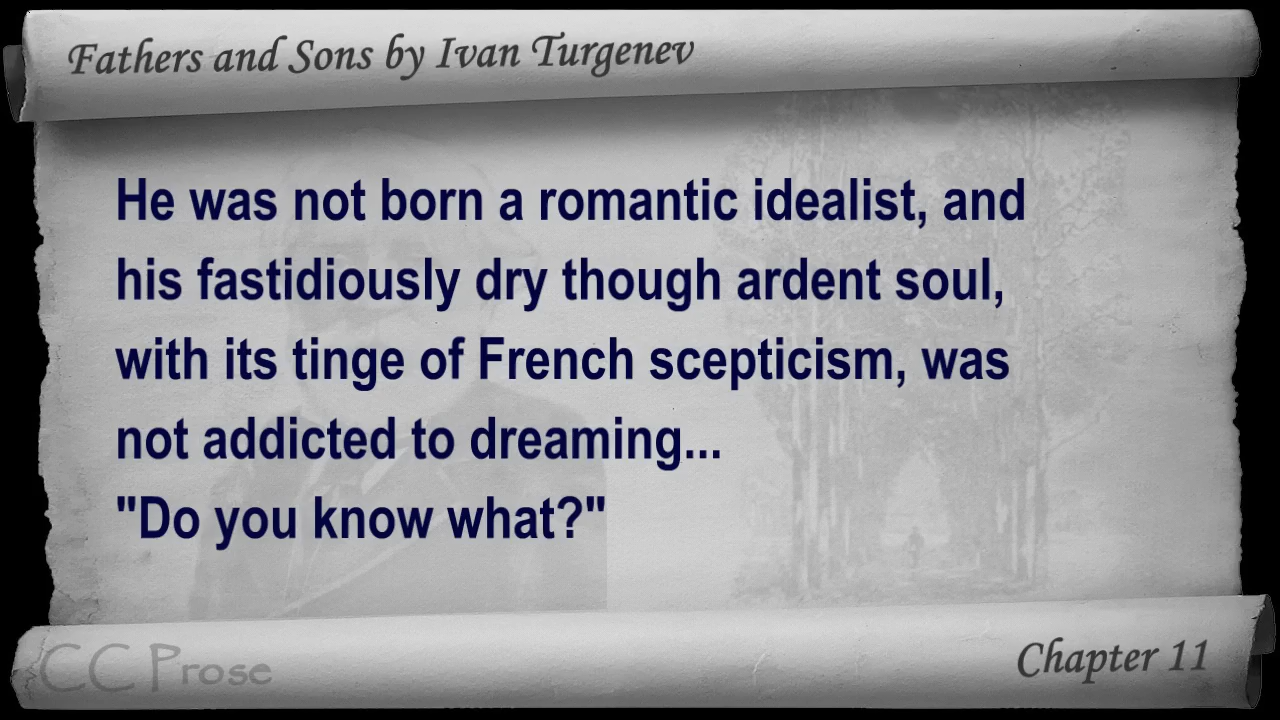 Fathers and Sons by Ivan Turgenev
He was not born a romantic idealist, and
his fastidiously dry though ardent soul,
with its tinge of French scepticism, was
not addicted to dreaming...
"Do you know what?"
CC Prose
Chapter 11